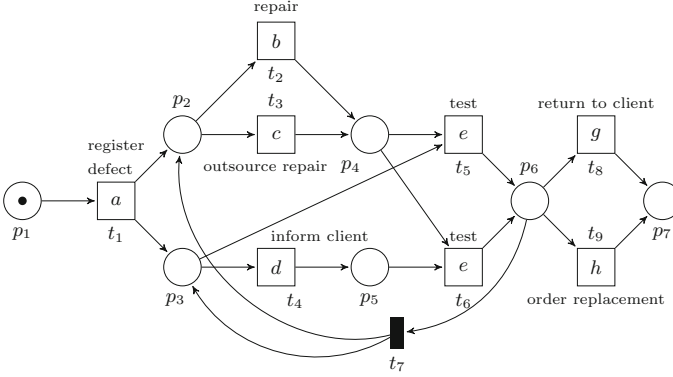 repair
b
t2
p2
t3
test
return to client
register
defect
a
c
e
g
outsource repair
p4
t5
p6
t8
p1
t1
inform client
test
t9
p7
p3
d
t4
p5
e
t6
h
order replacement
t7